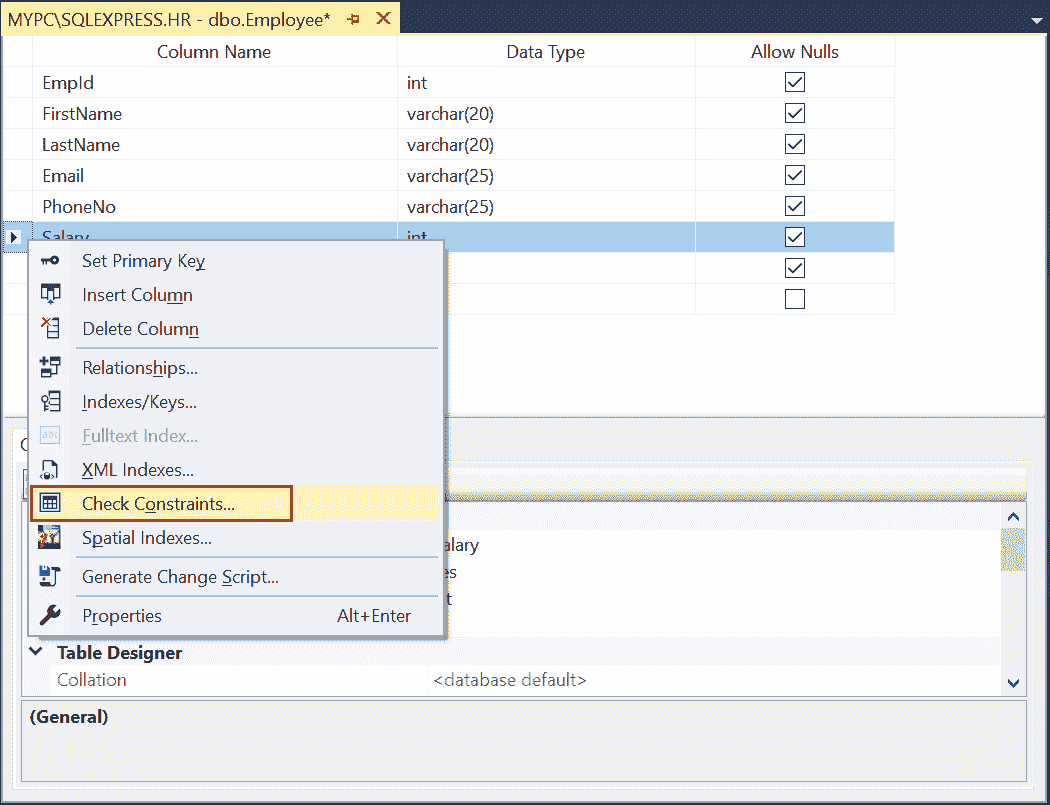 MYPC\SQLEXPRESS.HR - dbo.Employee*
Column Name Data Type Allow Nulls
EmpId int
FirstName varchar(20)
LastName varchar(20)
Email varchar(25)
PhoneNo varchar(25)
Salary int
Set Primary Key
Insert Column
Delete Column
Relationships...
Indexes/Keys...
Fulltext Index...
XML Indexes...
Check Constraints...
Spatial Indexes...
Generate Change Script...
Properties Alt+Enter
alary
es
t
Table Designer
Collation <database default>
(General)